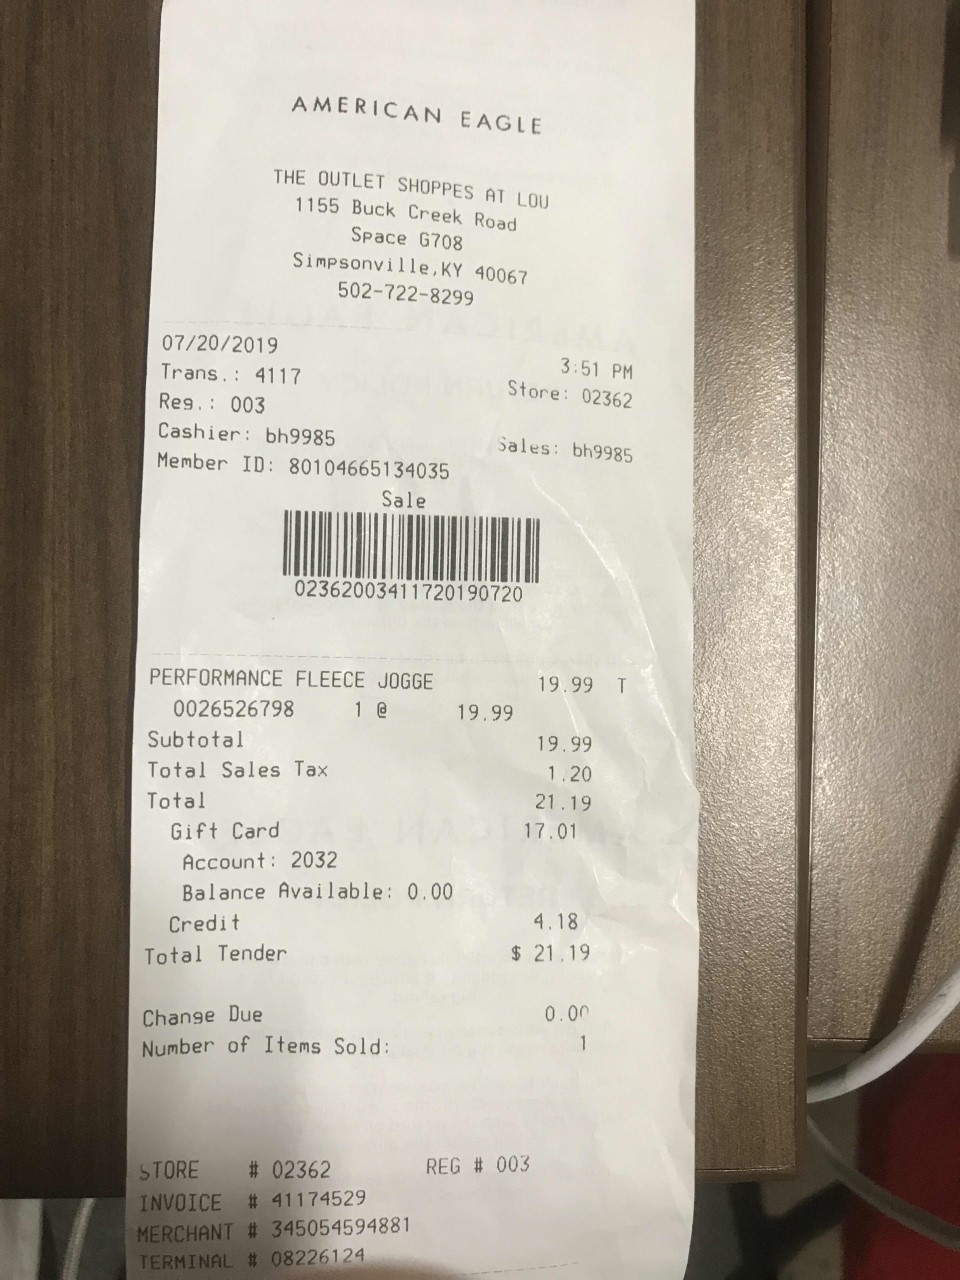 AMERICAN EAGLE
THE OUTLET SHOPPES AT LOU
1155 Buck Creek Road
Space G708
Simpsonville,KY 40067
502-722-8299
07/20/2019 3:51 PM
Trans.: 4117 Store: 02362
Reg.: 003
Cashier: bh9985 Sales: bh9985
Member ID: 80104665134035
Sale
02362003411720190720
PERFORMANCE FLEECE JOGGE 19.99 T
0026526798 1 @ 19.99
Subtotal 19.99
Total Sales Tax 1.20
Total 21.19
Gift Card 17.01
Account: 2032
Balance Available: 0.00
Credit 4.18
Total Tender $ 21.19
Change Due 0.00
Number of Items Sold: 1
STORE # 02362 REG # 003
INVOICE # 41174529
MERCHANT # 345054594881
TERMINAL # 08226124